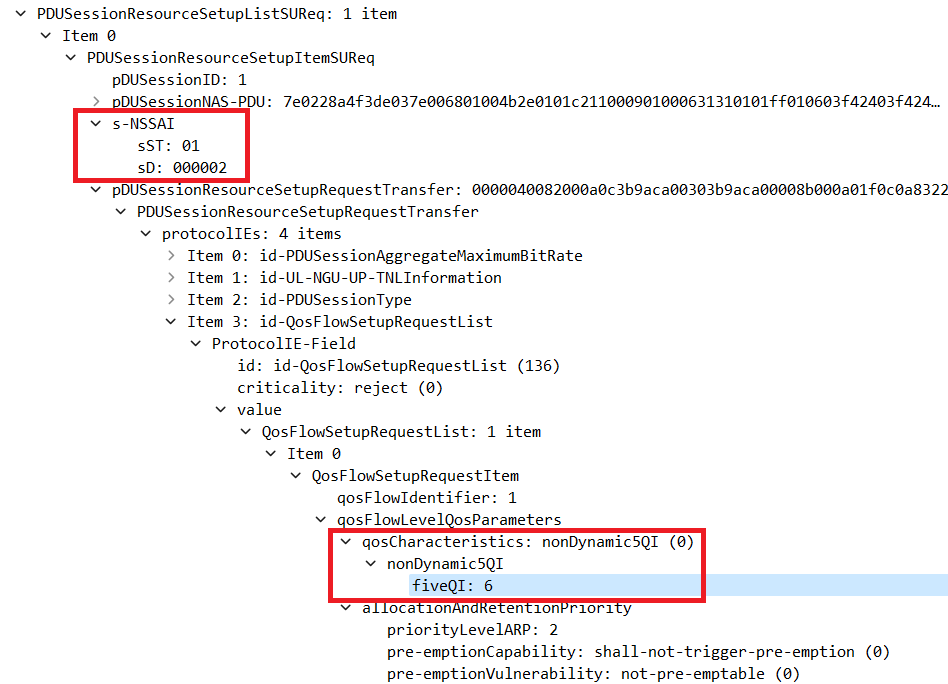 PDUSessionResourceSetupListSUReq: 1 item
Item 0
PDUSessionResourceSetupItemSUReq
pDUSessionID: 1
pDUSessionNAS-PDU: 7e0228a4f3de037e006801004b2e0101c211000901000631310101ff010603f42403f424…
s-NSSAI
sST: 01
sD: 000002
pDUSessionResourceSetupRequestTransfer: 0000040082000a0c3b9aca00303b9aca00008b000a01f0c0a8322
PDUSessionResourceSetupRequestTransfer
protocolIEs: 4 items
Item 0: id-PDUSessionAggregateMaximumBitRate
Item 1: id-UL-NGU-UP-TNLInformation
Item 2: id-PDUSessionType
Item 3: id-QosFlowSetupRequestList
ProtocolIE-Field
id: id-QosFlowSetupRequestList (136)
criticality: reject (0)
value
QosFlowSetupRequestList: 1 item
Item 0
QosFlowSetupRequestItem
qosFlowIdentifier: 1
qosFlowLevelQosParameters
qosCharacteristics: nonDynamic5QI (0)
nonDynamic5QI
fiveQI: 6
allocationAndRetentionPriority
priorityLevelARP: 2
pre-emptionCapability: shall-not-trigger-pre-emption (0)
pre-emptionVulnerability: not-pre-emptable (0)